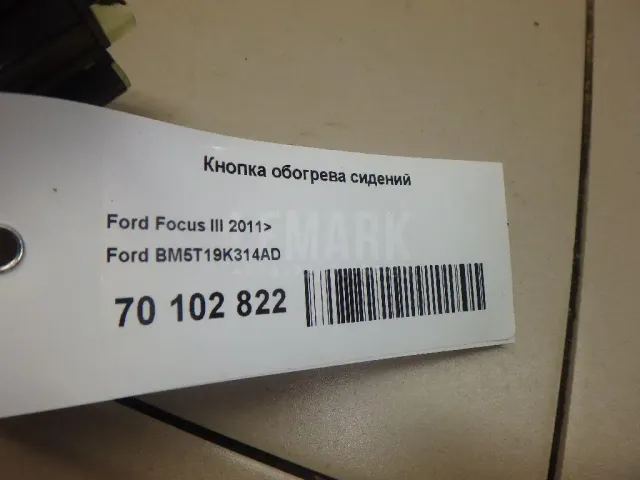 Кнопка обогрева сидений
Ford Focus III 2011>
Ford BM5T19K314AD
70 102 822